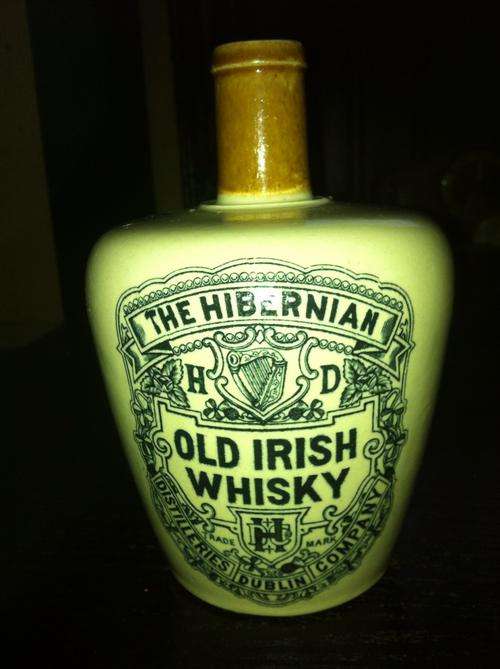 THE HIBERNIAN
H D
OLD IRISH
WHISKY
TRADE MARK
DISTILLERIES DUBLIN COMPANY